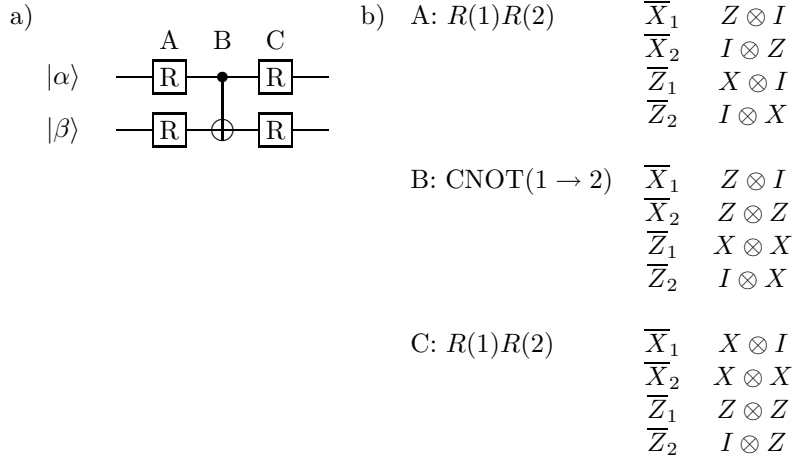 a)
A B C
|α⟩ R R
|β⟩ R R
b) A: R(1)R(2) X̅₁ Z ⊗ I
X̅₂ I ⊗ Z
Z̅₁ X ⊗ I
Z̅₂ I ⊗ X
B: CNOT(1 → 2) X̅₁ Z ⊗ I
X̅₂ Z ⊗ Z
Z̅₁ X ⊗ X
Z̅₂ I ⊗ X
C: R(1)R(2) X̅₁ X ⊗ I
X̅₂ X ⊗ X
Z̅₁ Z ⊗ Z
Z̅₂ I ⊗ Z